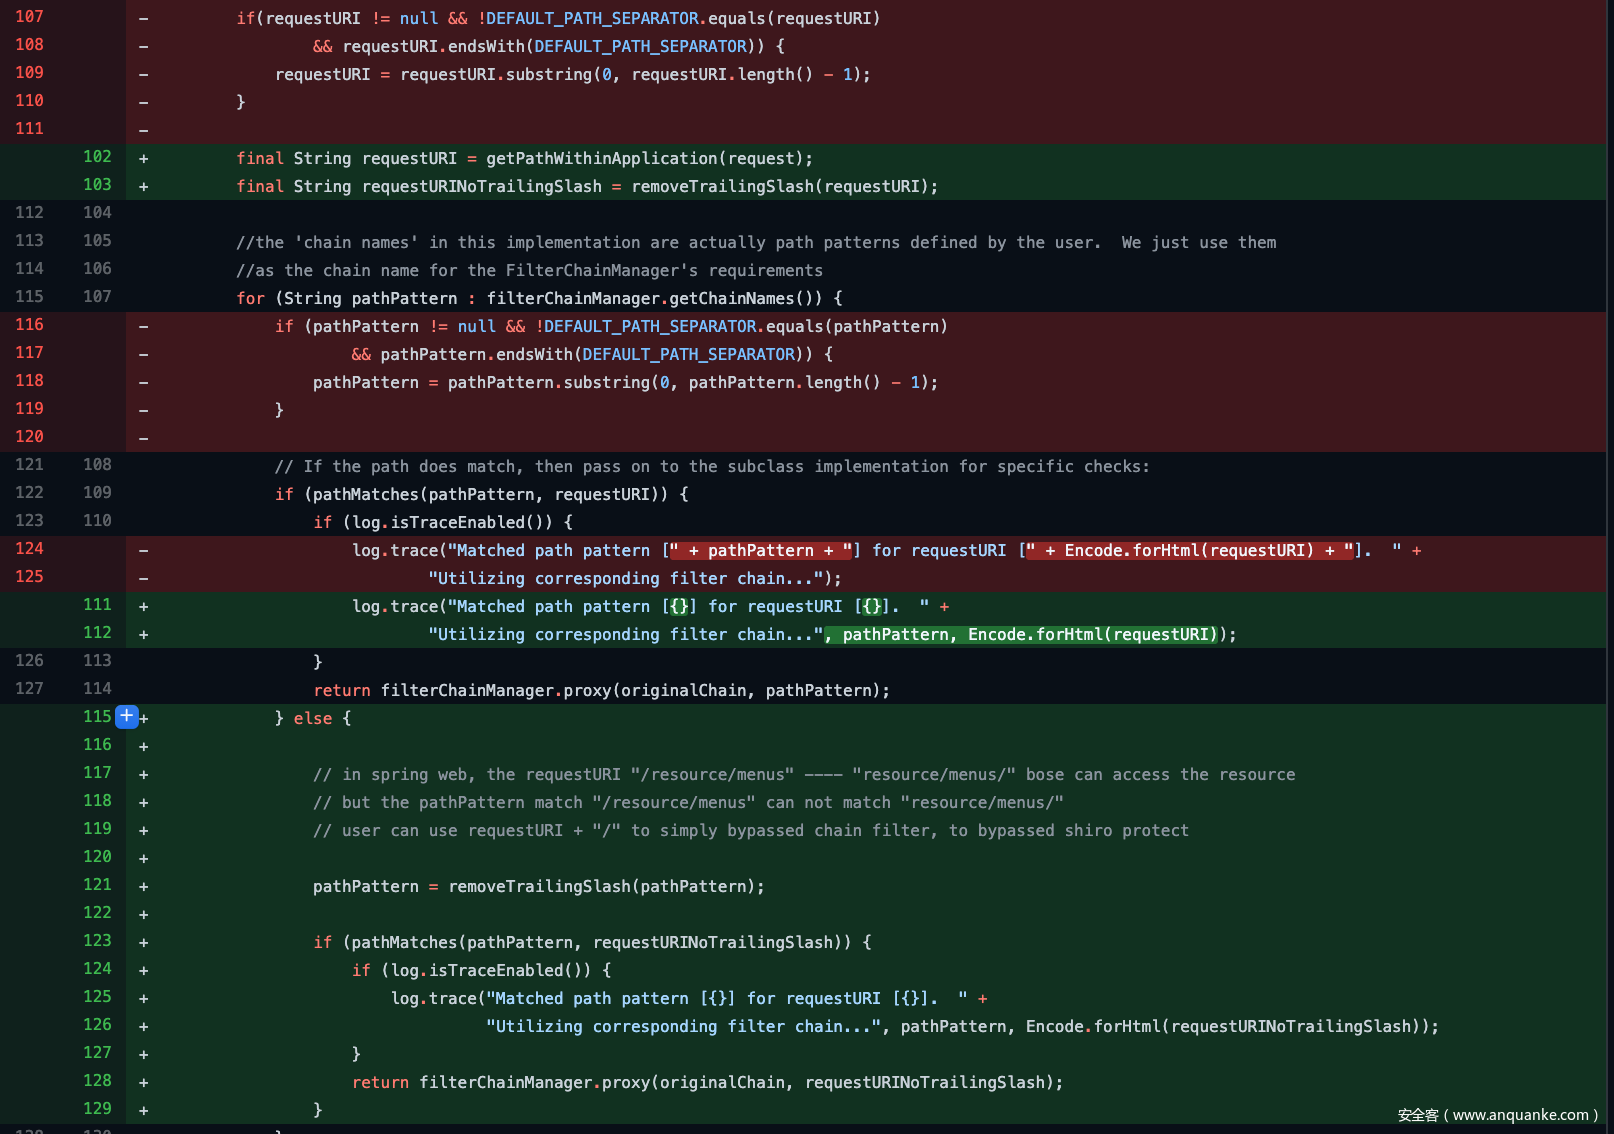 107 - if(requestURI != null && !DEFAULT_PATH_SEPARATOR.equals(requestURI)
108 - && requestURI.endsWith(DEFAULT_PATH_SEPARATOR)) {
109 - requestURI = requestURI.substring(0, requestURI.length() - 1);
110 - }
111 -
102 + final String requestURI = getPathWithinApplication(request);
103 + final String requestURINoTrailingSlash = removeTrailingSlash(requestURI);
112 104
113 105 //the 'chain names' in this implementation are actually path patterns defined by the user.  We just use them
114 106 //as the chain name for the FilterChainManager's requirements
115 107 for (String pathPattern : filterChainManager.getChainNames()) {
116 - if (pathPattern != null && !DEFAULT_PATH_SEPARATOR.equals(pathPattern)
117 - && pathPattern.endsWith(DEFAULT_PATH_SEPARATOR)) {
118 - pathPattern = pathPattern.substring(0, pathPattern.length() - 1);
119 - }
120 -
121 108 // If the path does match, then pass on to the subclass implementation for specific checks:
122 109 if (pathMatches(pathPattern, requestURI)) {
123 110 if (log.isTraceEnabled()) {
124 - log.trace("Matched path pattern [" + pathPattern + "] for requestURI [" + Encode.forHtml(requestURI) + "].  " +
125 - "Utilizing corresponding filter chain...");
111 + log.trace("Matched path pattern [{}] for requestURI [{}].  " +
112 + "Utilizing corresponding filter chain...", pathPattern, Encode.forHtml(requestURI));
126 113 }
127 114 return filterChainManager.proxy(originalChain, pathPattern);
115 + + } else {
116 +
117 + // in spring web, the requestURI "/resource/menus" ---- "resource/menus/" bose can access the resource
118 + // but the pathPattern match "/resource/menus" can not match "resource/menus/"
119 + // user can use requestURI + "/" to simply bypassed chain filter, to bypassed shiro protect
120 +
121 + pathPattern = removeTrailingSlash(pathPattern);
122 +
123 + if (pathMatches(pathPattern, requestURINoTrailingSlash)) {
124 + if (log.isTraceEnabled()) {
125 + log.trace("Matched path pattern [{}] for requestURI [{}].  " +
126 + "Utilizing corresponding filter chain...", pathPattern, Encode.forHtml(requestURINoTrailingSlash));
127 + }
128 + return filterChainManager.proxy(originalChain, requestURINoTrailingSlash);
129 + }
安全客（www.anquanke.com）